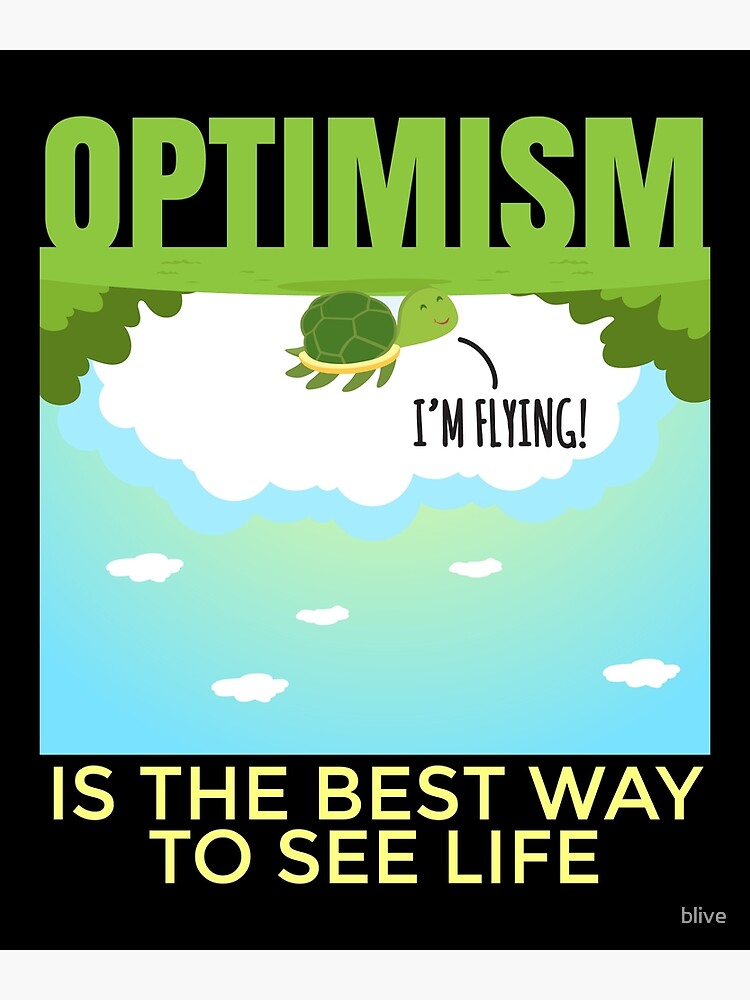 OPTIMISM
I'M FLYING!
IS THE BEST WAY
TO SEE LIFE
blive